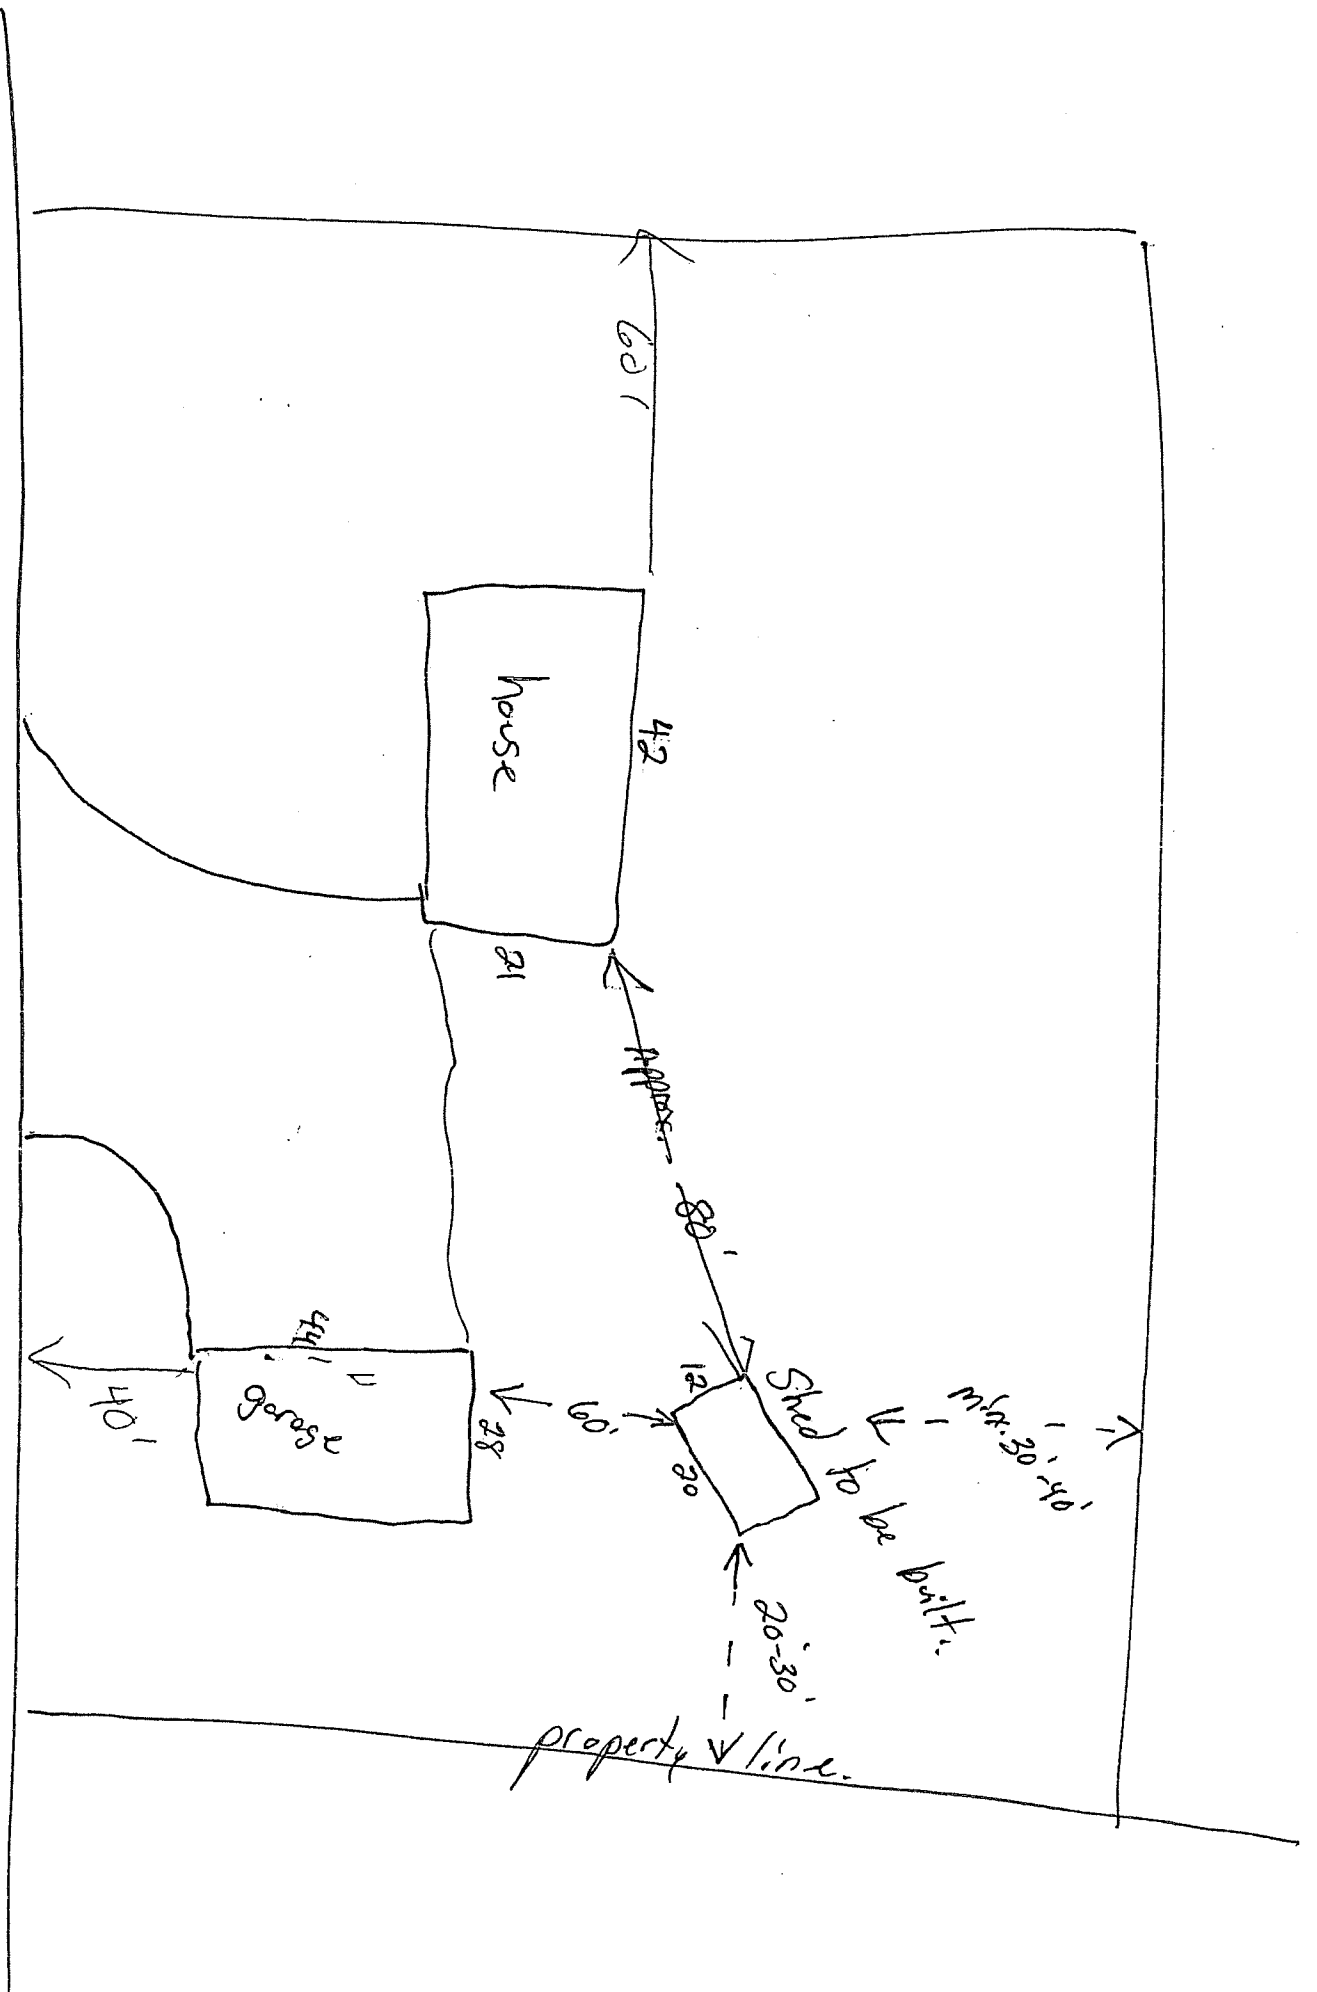 60'
house
42
21
Approx. 80'
Shed to be built.
12
20
min. 30'-40'
60'
44'
Garage
28
40'
20'-30'
property line.